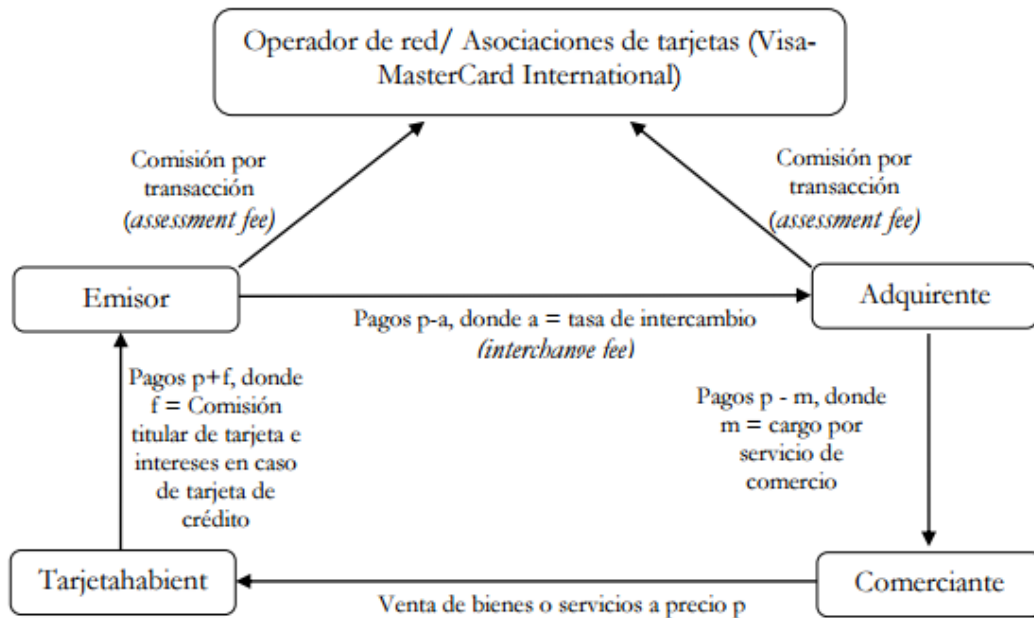 Operador de red/ Asociaciones de tarjetas (Visa-
MasterCard International)
Comisión por
transacción
(assessment fee)
Comisión por
transacción
(assessment fee)
Emisor
Adquirente
Pagos p-a, donde a = tasa de intercambio
(interchange fee)
Pagos p+f, donde
f = Comisión
titular de tarjeta e
intereses en caso
de tarjeta de
crédito
Pagos p - m, donde
m = cargo por
servicio de
comercio
Tarjetahabient
Comerciante
Venta de bienes o servicios a precio p